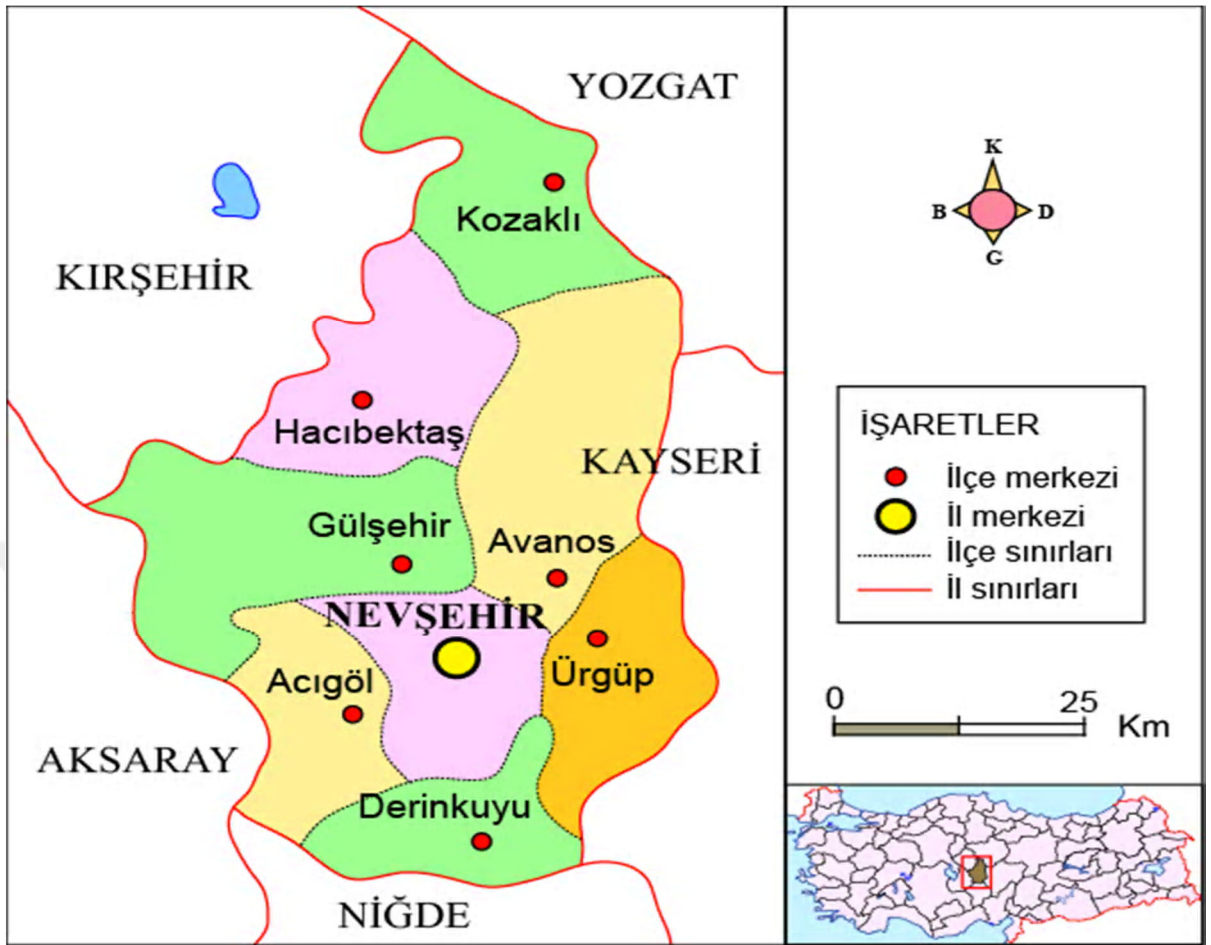 YOZGAT
Kozaklı
KIRŞEHİR
Hacıbektaş
KAYSERİ
Gülşehir
Avanos
NEVŞEHİR
Acıgöl
Ürgüp
AKSARAY
Derinkuyu
NİĞDE
K
B D
G
İŞARETLER
İlçe merkezi
İl merkezi
İlçe sınırları
İl sınırları
0 25
Km